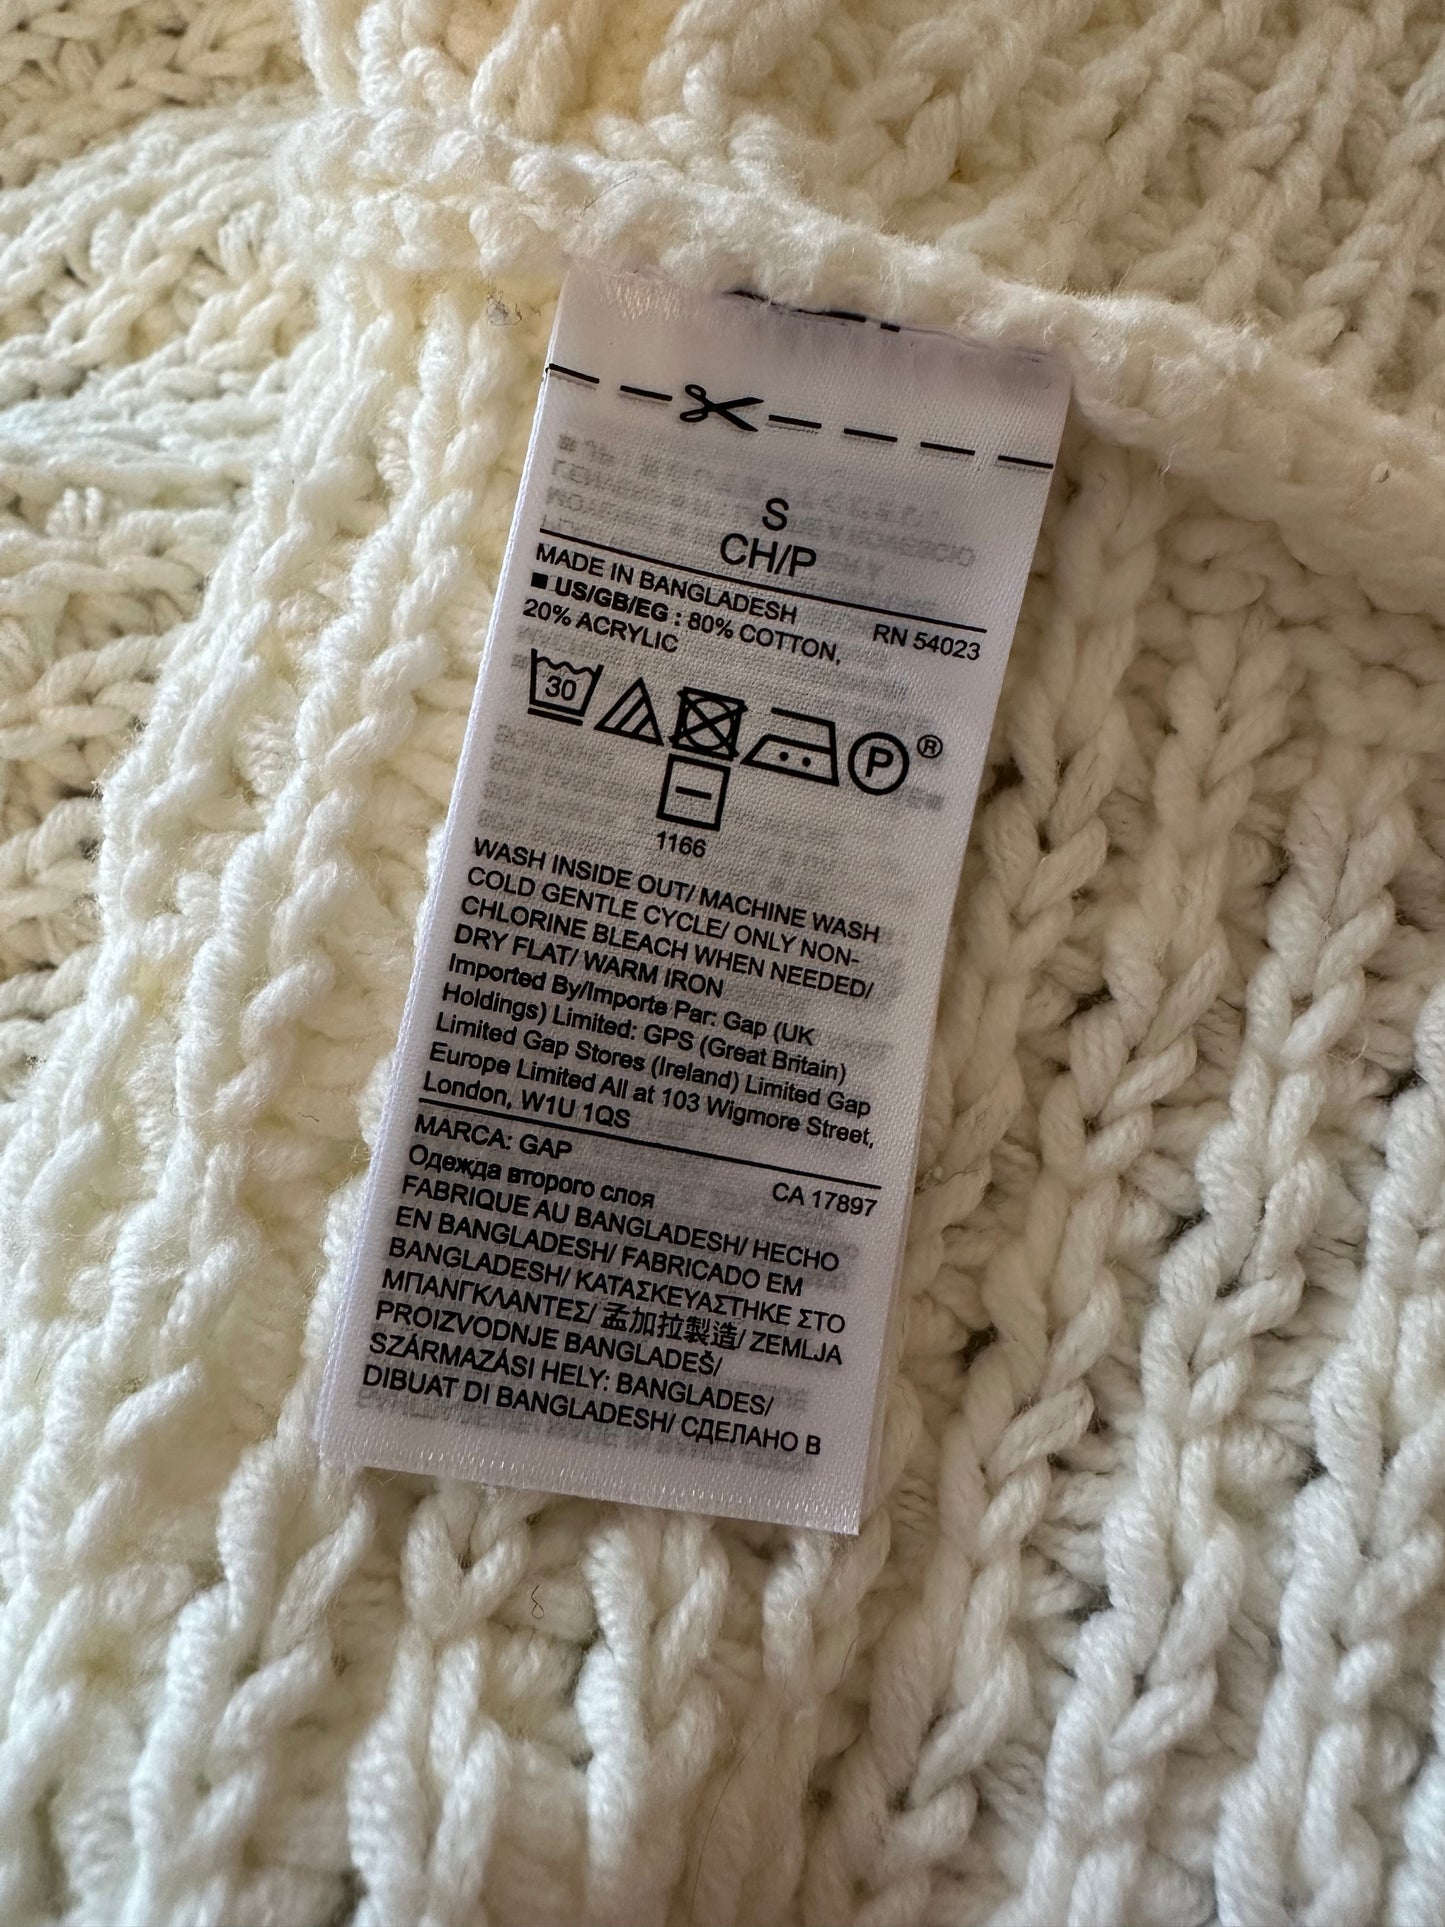 S
CH/P
MADE IN BANGLADESH
RN 54023
■ US/GB/EG : 80% COTTON,
20% ACRYLIC
30
P ®
1166
WASH INSIDE OUT/ MACHINE WASH
COLD GENTLE CYCLE/ ONLY NON-
CHLORINE BLEACH WHEN NEEDED/
DRY FLAT/ WARM IRON
Imported By/Importe Par: Gap (UK
Holdings) Limited: GPS (Great Britain)
Limited Gap Stores (Ireland) Limited Gap
Europe Limited All at 103 Wigmore Street,
London, W1U 1QS
MARCA: GAP
CA 17897
Одежда второго слоя
FABRIQUE AU BANGLADESH/ HECHO
EN BANGLADESH/ FABRICADO EM
BANGLADESH/ ΚΑΤΑΣΚΕΥΑΣΤΗΚΕ ΣΤΟ
ΜΠΑΝΓΚΛΑΝΤΕΣ/ 孟加拉製造/ ZEMLJA
PROIZVODNJE BANGLADEŠ/
SZÁRMAZÁSI HELY: BANGLADES/
DIBUAT DI BANGLADESH/ СДЕЛАНО В